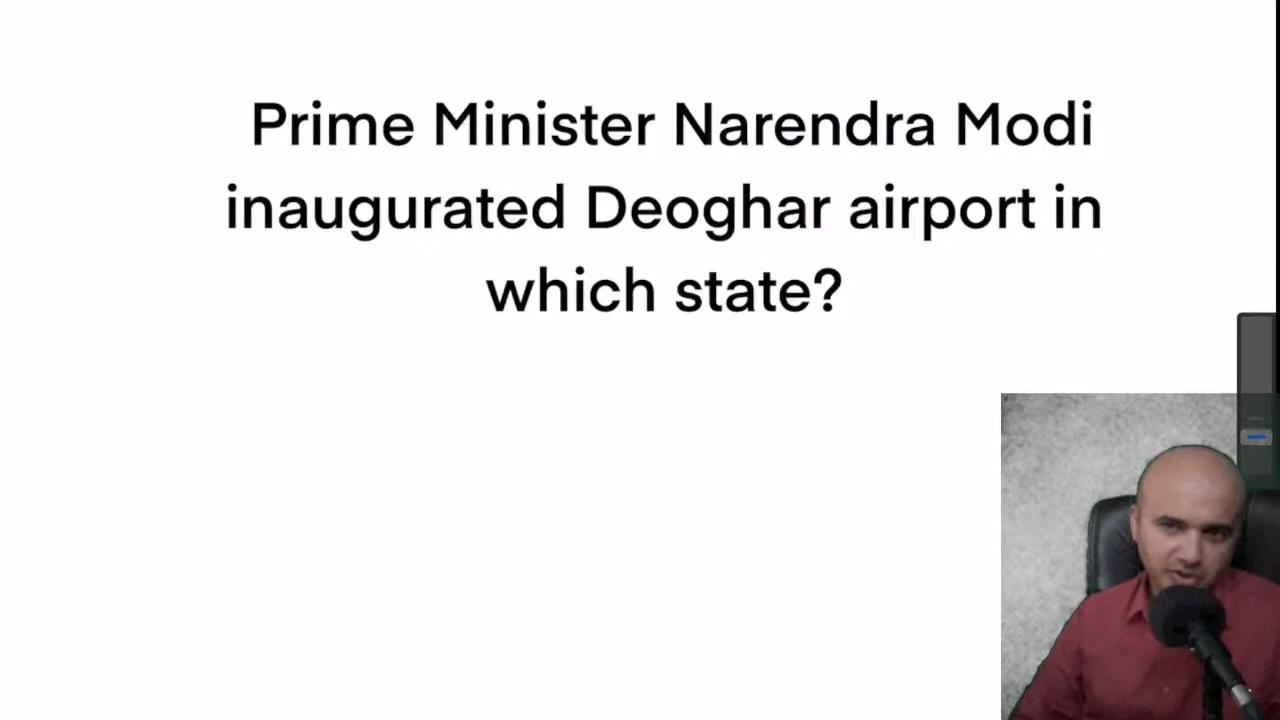 Prime Minister Narendra Modi
inaugurated Deoghar airport in
which state?